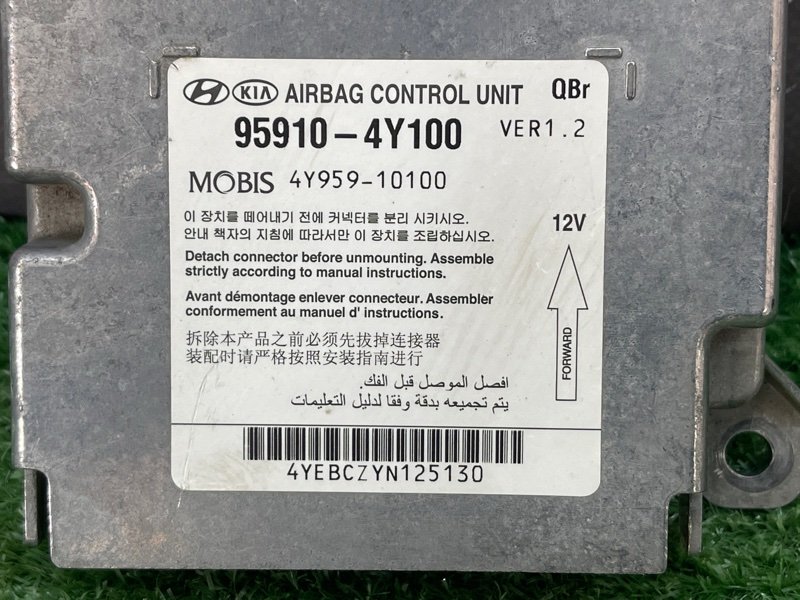 KIA AIRBAG CONTROL UNIT QBr
95910-4Y100 VER1.2
MOBIS 4Y959-10100
이 장치를 떼어내기 전에 커넥터를 분리 시키시오.
안내 책자의 지침에 따라서만 이 장치를 조립하십시오.
12V
Detach connector before unmounting. Assemble
strictly according to manual instructions.
Avant démontage enlever connecteur. Assembler
conformement au manuel d' instructions.
FORWARD
拆除本产品之前必须先拔掉连接器
装配时请严格按照安装指南进行
افصل الموصل قبل الفك.
يتم تجميعه بدقة وفقا لدليل التعليمات
4YEBCZYN125130